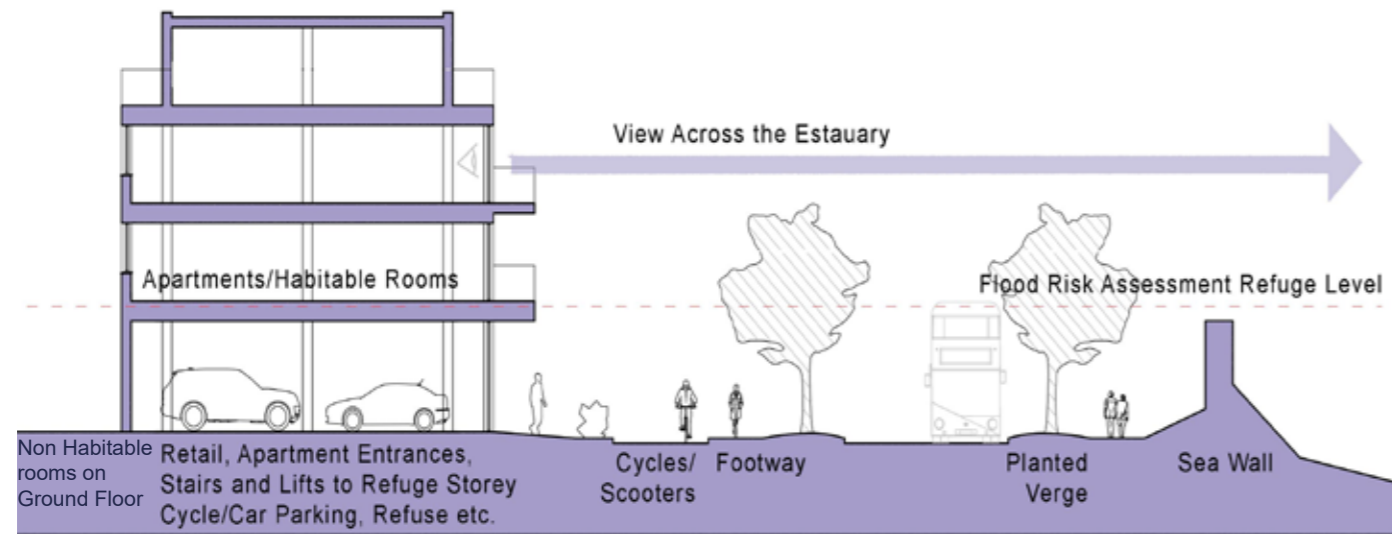 View Across the Estauary
Apartments/Habitable Rooms
Flood Risk Assessment Refuge Level
Non Habitable
rooms on
Ground Floor
Retail, Apartment Entrances,
Stairs and Lifts to Refuge Storey
Cycle/Car Parking, Refuse etc.
Cycles/
Scooters
Footway
Planted
Verge
Sea Wall